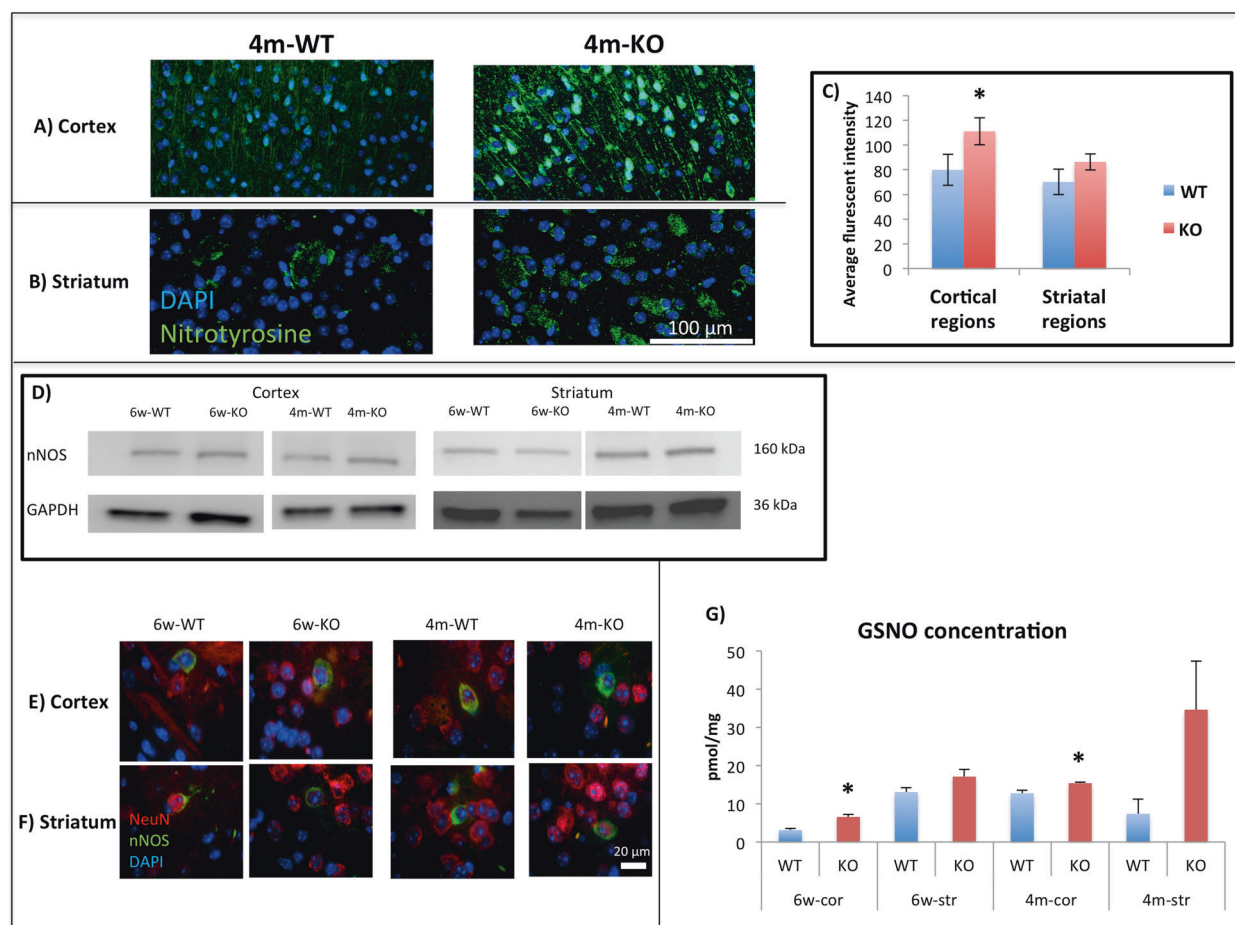 4m-WT
4m-KO
A) Cortex
B) Striatum
DAPI
Nitrotyrosine
100 µm
C)
Average flurescent intensity
140
120
100
80
60
40
20
0
*
Cortical
regions
Striatal
regions
WT
KO
D)
Cortex
Striatum
6w-WT
6w-KO
4m-WT
4m-KO
6w-WT
6w-KO
4m-WT
4m-KO
nNOS
160 kDa
GAPDH
36 kDa
6w-WT
6w-KO
4m-WT
4m-KO
E) Cortex
F) Striatum
NeuN
nNOS
DAPI
20 µm
G)
GSNO concentration
pmol/mg
50
40
30
20
10
0
*
*
WT
KO
WT
KO
WT
KO
WT
KO
6w-cor
6w-str
4m-cor
4m-str